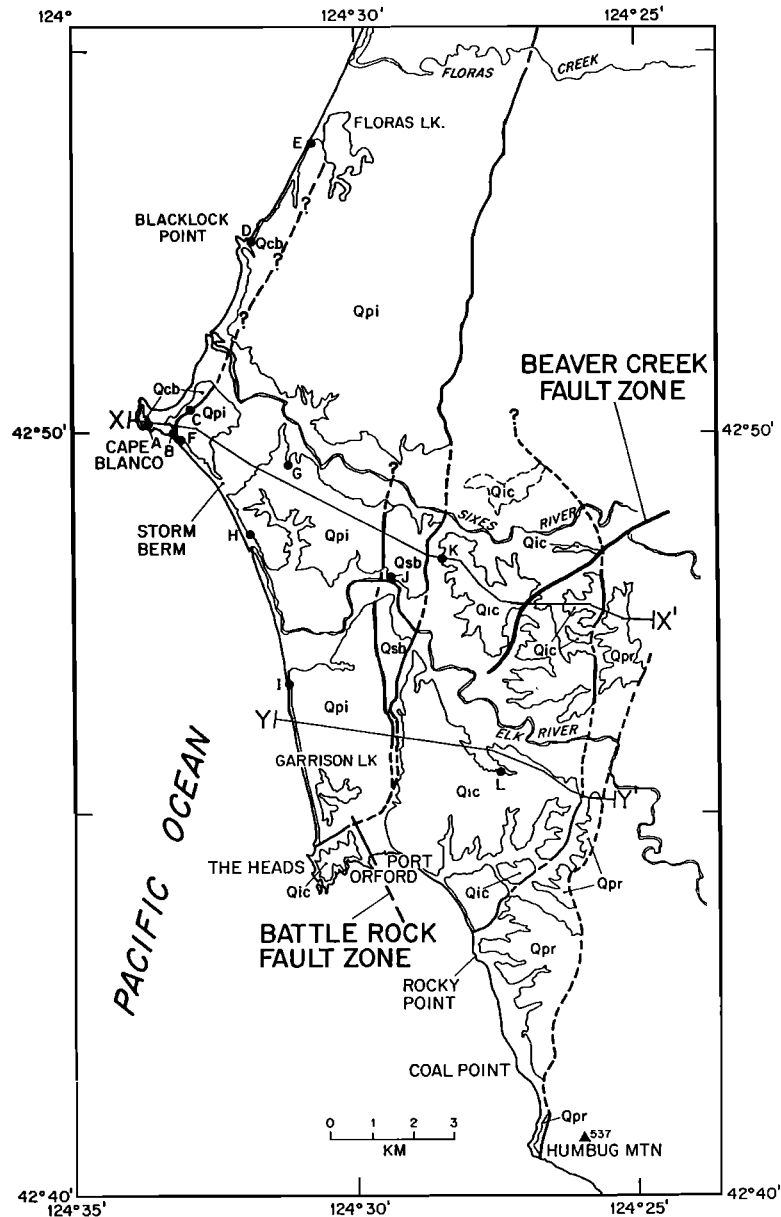 124°
124°30'
124°25'
FLORAS CREEK
FLORAS LK.
E
BLACKLOCK
POINT
D
Qcb
?
?
?
Qpi
BEAVER CREEK
FAULT ZONE
Qcb
X
C
Qpi
42°50'
42°50'
A
B
F
CAPE
BLANCO
?
?
G
Qic
SIXES RIVER
STORM
BERM
H
Qpi
Qsb
J
K
Qic
Qic
X'
Qic
Qsb
Qpr
I
Y
Qpi
ELK RIVER
GARRISON LK
Qic
L
Y'
THE HEADS
PORT
ORFORD
Qic
Qic
Qpr
BATTLE ROCK
FAULT ZONE
Qpr
ROCKY
POINT
PACIFIC OCEAN
COAL POINT
0 1 2 3
KM
Qpr
537
HUMBUG MTN
42°40'
42°40'
124°35'
124°30'
124°25'